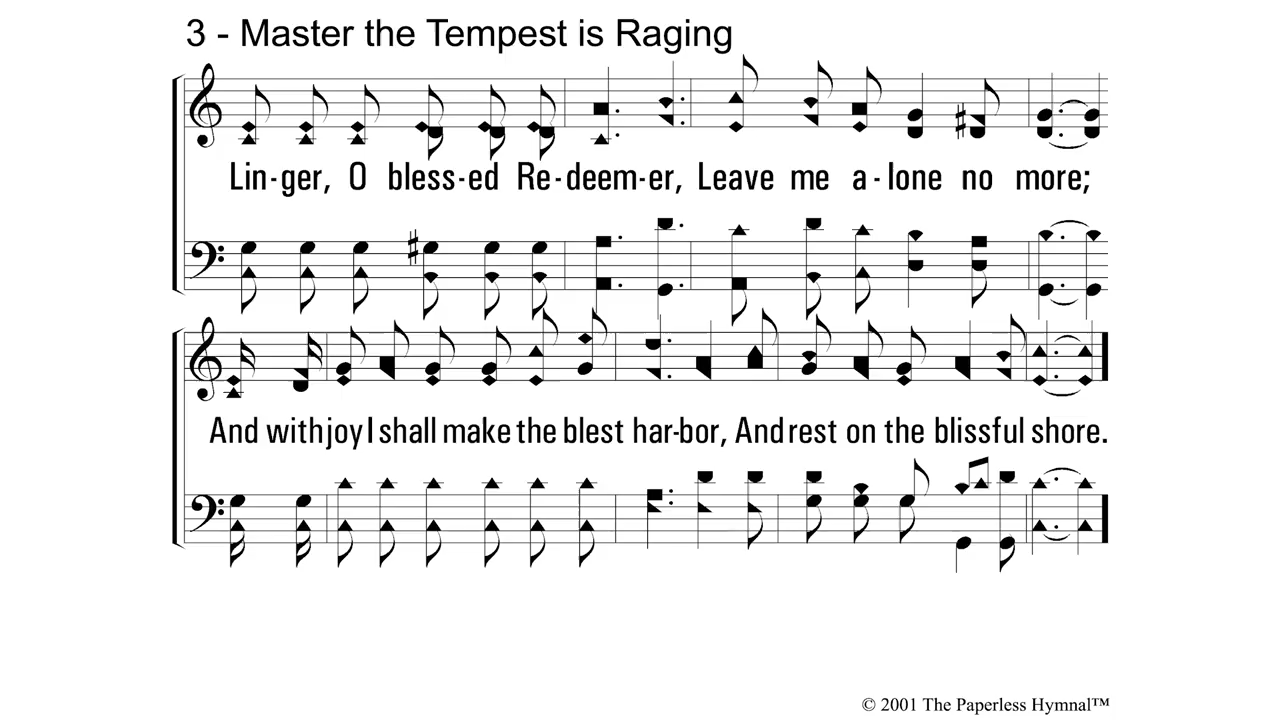 3 - Master the Tempest is Raging
Lin-ger, O bless-ed Re-deem-er, Leave me a-lone no more;
And with joy I shall make the blest har-bor, And rest on the blissful shore.
© 2001 The Paperless Hymnal™